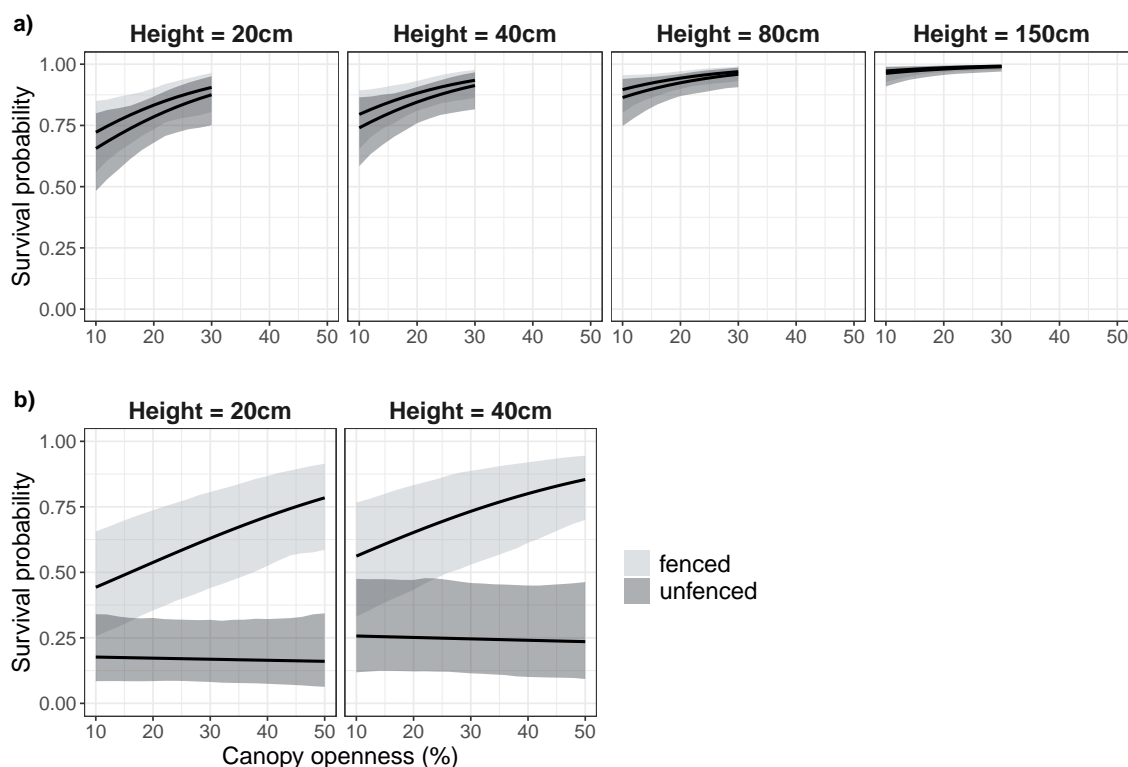 a)
Height = 20cm Height = 40cm Height = 80cm Height = 150cm
1.00
0.75
0.50
0.25
0.00
Survival probability
10 20 30 40 50 10 20 30 40 50 10 20 30 40 50 10 20 30 40 50
b)
Height = 20cm Height = 40cm
1.00
0.75
0.50
0.25
0.00
Survival probability
10 20 30 40 50 10 20 30 40 50
Canopy openness (%)
fenced
unfenced